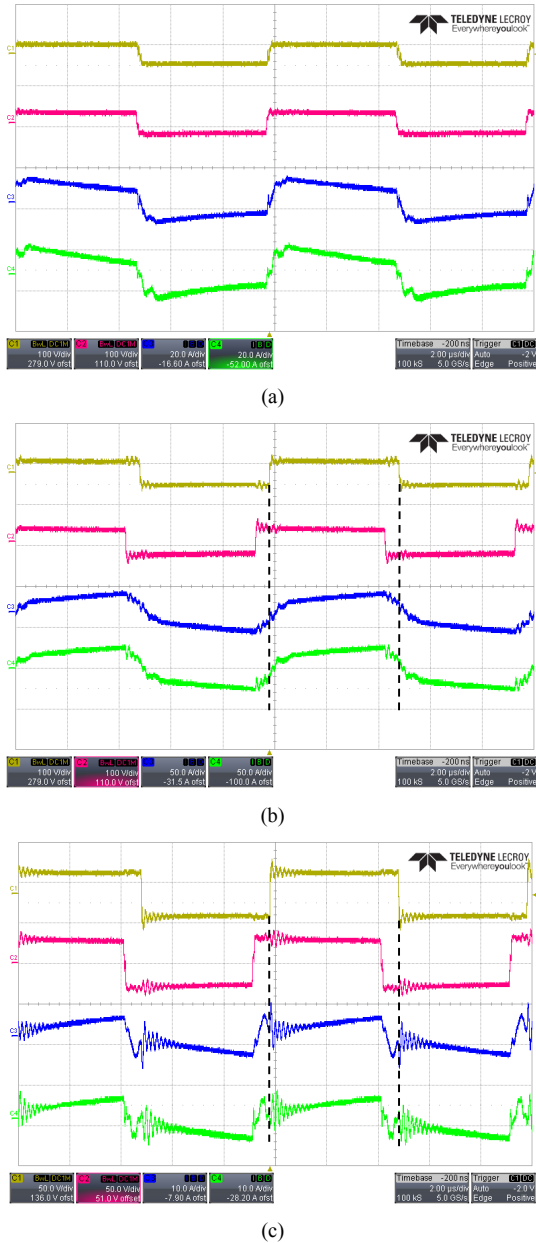 TELEDYNE LECROY
Everywhereyoulook™
C1
C2
C3
C4
C1 BwL DC1M C2 BwL DC1M C4 Timebase -200 ns Trigger C1 DC
100 V/div 100 V/div 20.0 A/div 20.0 A/div 2.00 µs/div Auto -2 V
279.0 V ofst 110.0 V ofst -16.60 A ofst -52.00 A ofst 100 kS 5.0 GS/s Edge Positive
(a)
TELEDYNE LECROY
Everywhereyoulook™
C1
C2
C3
C4
C1 BwL DC1M C2 BwL DC1M C4 Timebase -200 ns Trigger C1 DC
100 V/div 100 V/div 50.0 A/div 50.0 A/div 2.00 µs/div Auto -2 V
279.0 V ofst 110.0 V ofst -31.5 A ofst -100.0 A ofst 100 kS 5.0 GS/s Edge Positive
(b)
TELEDYNE LECROY
Everywhereyoulook™
C1
C2
C3
C4
C1 BwL DC1M C2 BwL DC1M C4 Timebase -200 ns Trigger C1 DC
50.0 V/div 50.0 V/div 10.0 A/div 10.0 A/div 2.00 µs/div Auto -2.0 V
136.0 V ofst 51.0 V offset -7.90 A ofst -28.20 A ofst 100 kS 5.0 GS/s Edge Positive
(c)